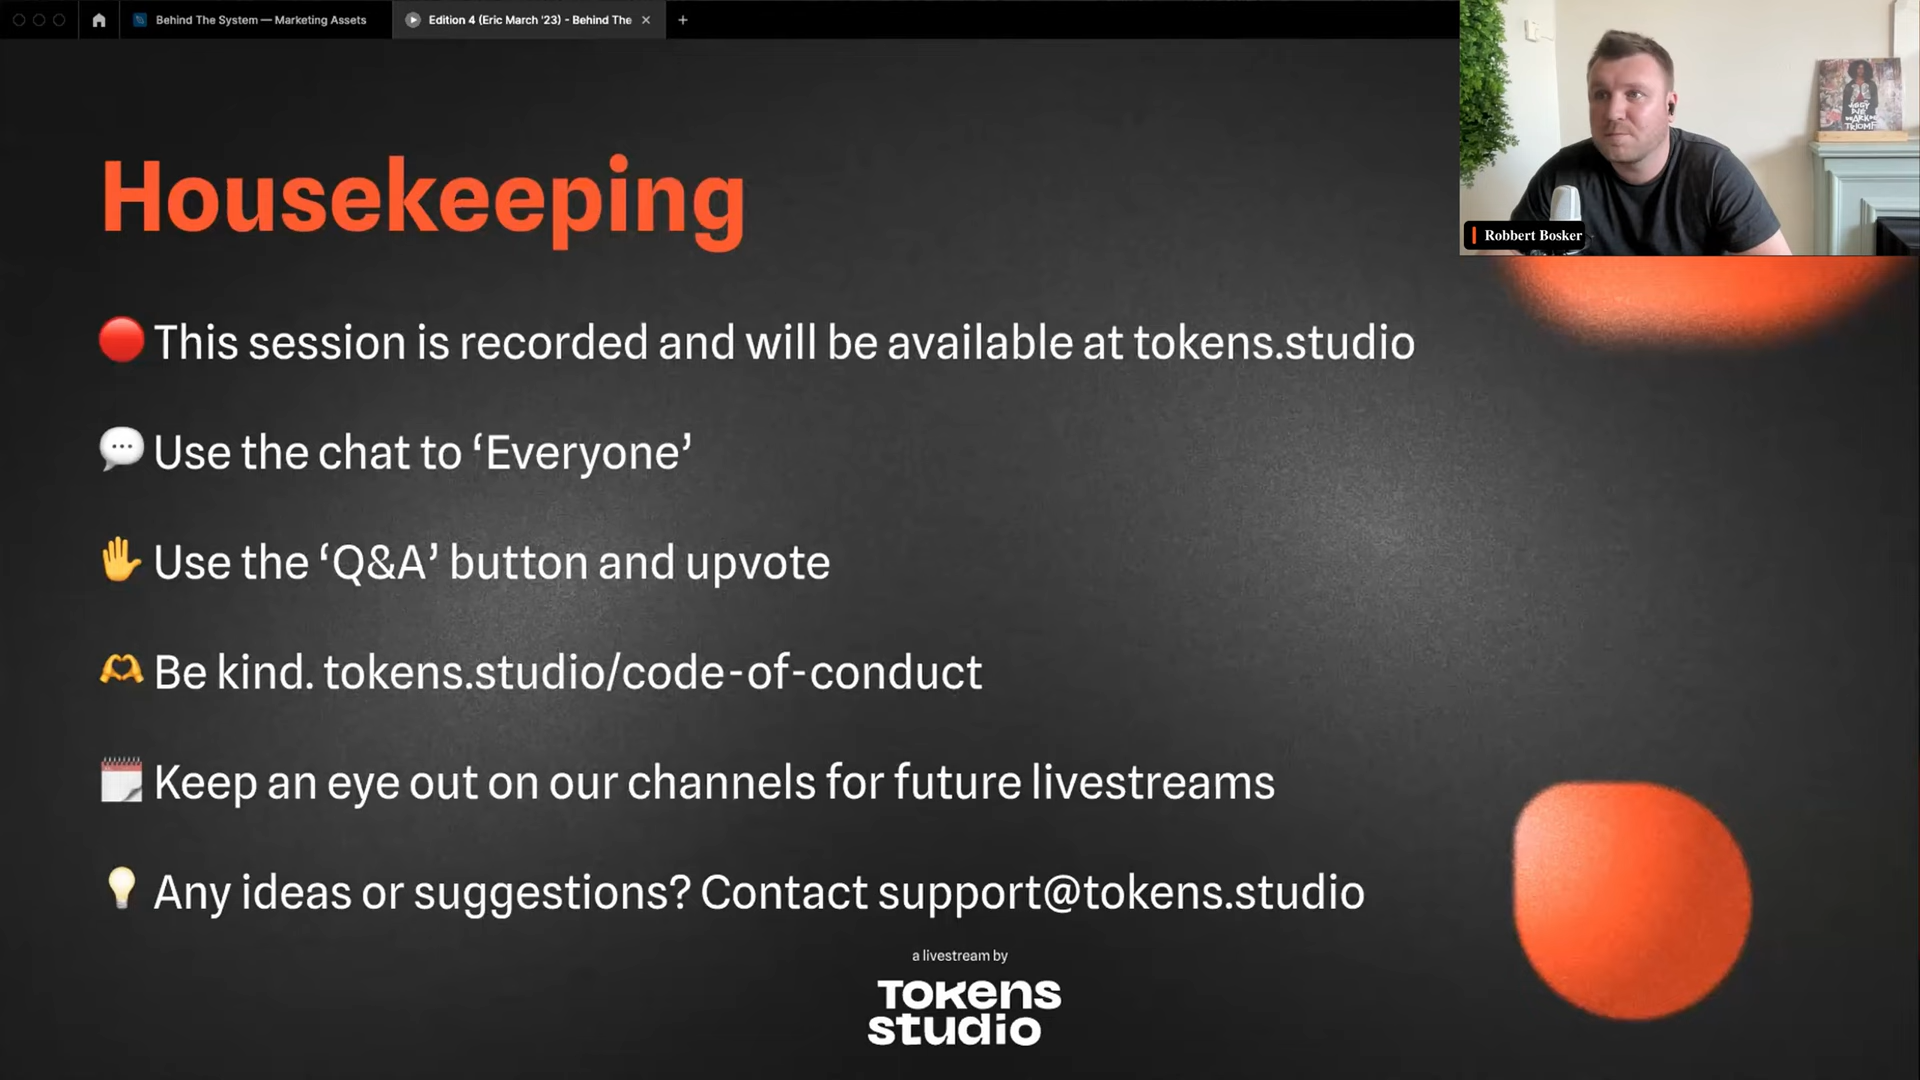 Behind The System — Marketing Assets
Edition 4 (Eric March '23) - Behind The
Robbert Bosker
Housekeeping
This session is recorded and will be available at tokens.studio
Use the chat to ‘Everyone’
Use the ‘Q&A’ button and upvote
Be kind. tokens.studio/code-of-conduct
Keep an eye out on our channels for future livestreams
Any ideas or suggestions? Contact support@tokens.studio
a livestream by
Tokens
studio